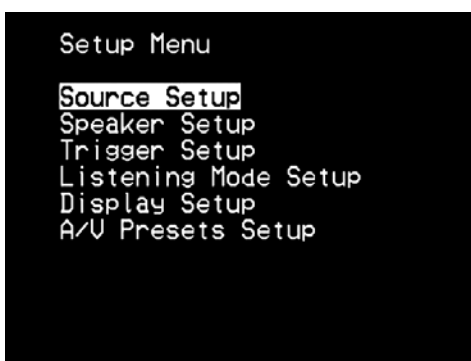 Setup Menu
Source Setup
Speaker Setup
Trigger Setup
Listening Mode Setup
Display Setup
A/V Presets Setup